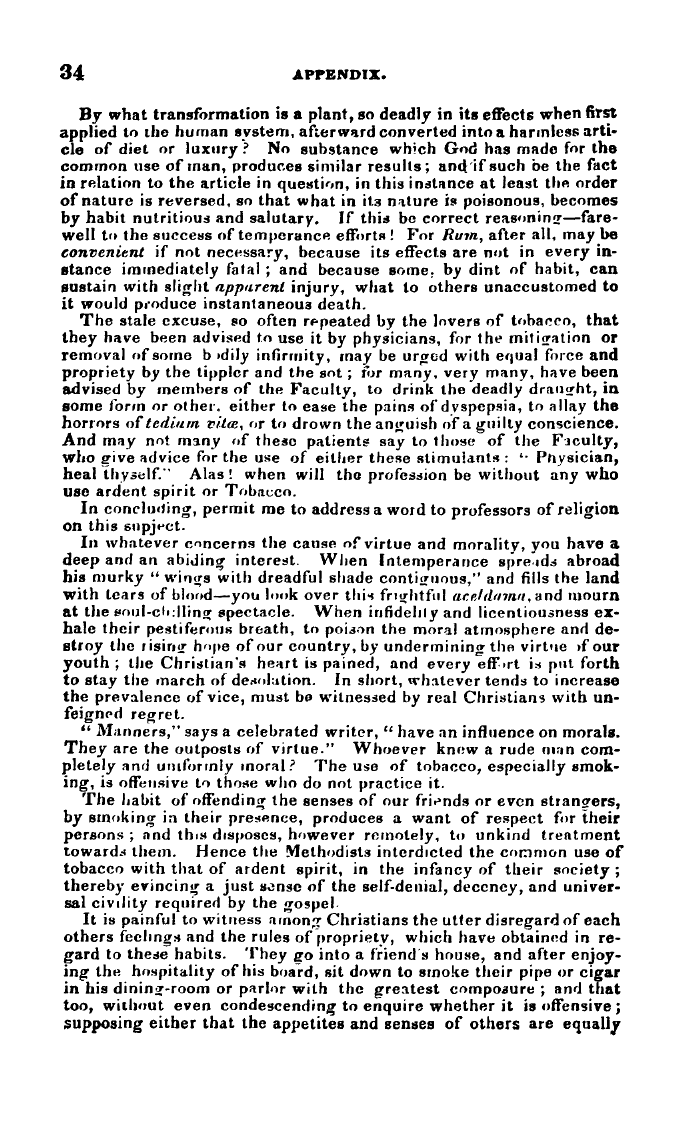 34 APPENDIX.
By what transformation is a plant, so deadly in its effects when first
applied to the human system, afterward converted into a harmless arti-
cle of diet or luxury? No substance which God has made for the
common use of man, produces similar results; and if such be the fact
in relation to the article in question, in this instance at least the order
of nature is reversed, so that what in its nature is poisonous, becomes
by habit nutritious and salutary. If this be correct reasoning—fare-
well to the success of temperance efforts! For Rum, after all, may be
convenient if not necessary, because its effects are not in every in-
stance immediately fatal; and because some, by dint of habit, can
sustain with slight apparent injury, what to others unaccustomed to
it would produce instantaneous death.
The stale excuse, so often repeated by the lovers of tobacco, that
they have been advised to use it by physicians, for the mitigation or
removal of some bodily infirmity, may be urged with equal force and
propriety by the tippler and the sot; for many, very many, have been
advised by members of the Faculty, to drink the deadly draught, in
some form or other, either to ease the pains of dyspepsia, to allay the
horrors of tedium vitæ, or to drown the anguish of a guilty conscience.
And may not many of these patients say to those of the Faculty,
who give advice for the use of either these stimulants: "Physician,
heal thyself." Alas! when will the profession be without any who
use ardent spirit or Tobacco.
In concluding, permit me to address a word to professors of religion
on this supject.
In whatever concerns the cause of virtue and morality, you have a
deep and an abiding interest. When Intemperance spreads abroad
his murky "wings with dreadful shade contiguous," and fills the land
with tears of blood—you look over this frightful aceldama, and mourn
at the soul-chilling spectacle. When infidelity and licentiousness ex-
hale their pestiferous breath, to poison the moral atmosphere and de-
stroy the rising hope of our country, by undermining the virtue of our
youth; the Christian's heart is pained, and every effort is put forth
to stay the march of desolation. In short, whatever tends to increase
the prevalence of vice, must be witnessed by real Christians with un-
feigned regret.
"Manners," says a celebrated writer, "have an influence on morals.
They are the outposts of virtue." Whoever knew a rude man com-
pletely and uniformly moral? The use of tobacco, especially smok-
ing, is offensive to those who do not practice it.
The habit of offending the senses of our friends or even strangers,
by smoking in their presence, produces a want of respect for their
persons; and this disposes, however remotely, to unkind treatment
towards them. Hence the Methodists interdicted the common use of
tobacco with that of ardent spirit, in the infancy of their society;
thereby evincing a just sense of the self-denial, decency, and univer-
sal civility required by the gospel.
It is painful to witness among Christians the utter disregard of each
others feelings and the rules of propriety, which have obtained in re-
gard to these habits. They go into a friend's house, and after enjoy-
ing the hospitality of his board, sit down to smoke their pipe or cigar
in his dining-room or parlor with the greatest composure; and that
too, without even condescending to enquire whether it is offensive;
supposing either that the appetites and senses of others are equally